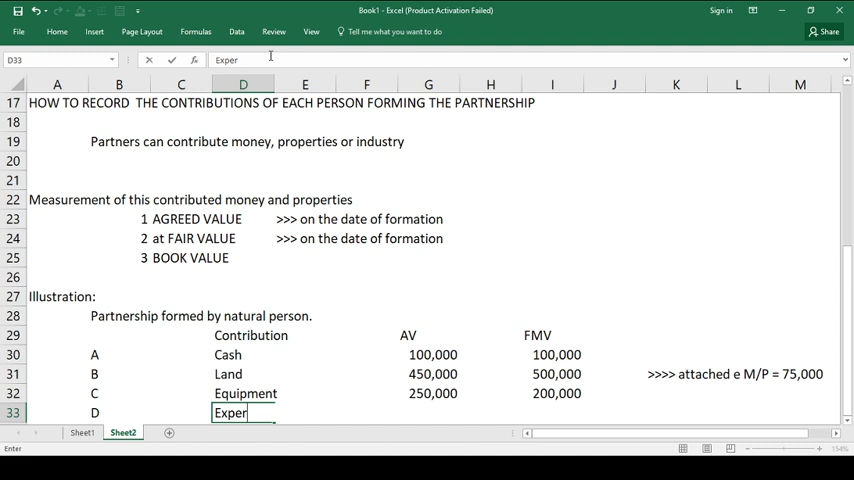 Book1 - Excel (Product Activation Failed)
Sign in
File Home Insert Page Layout Formulas Data Review View Tell me what you want to do Share
D33 fx Exper
A B C D E F G H I J K L M
17 HOW TO RECORD THE CONTRIBUTIONS OF EACH PERSON FORMING THE PARTNERSHIP
18
19 Partners can contribute money, properties or industry
20
21
22 Measurement of this contributed money and properties
23 1 AGREED VALUE >>> on the date of formation
24 2 at FAIR VALUE >>> on the date of formation
25 3 BOOK VALUE
26
27 Illustration:
28 Partnership formed by natural person.
29 Contribution AV FMV
30 A Cash 100,000 100,000
31 B Land 450,000 500,000 >>>> attached e M/P = 75,000
32 C Equipment 250,000 200,000
33 D Exper
Sheet1 Sheet2
Enter 154%